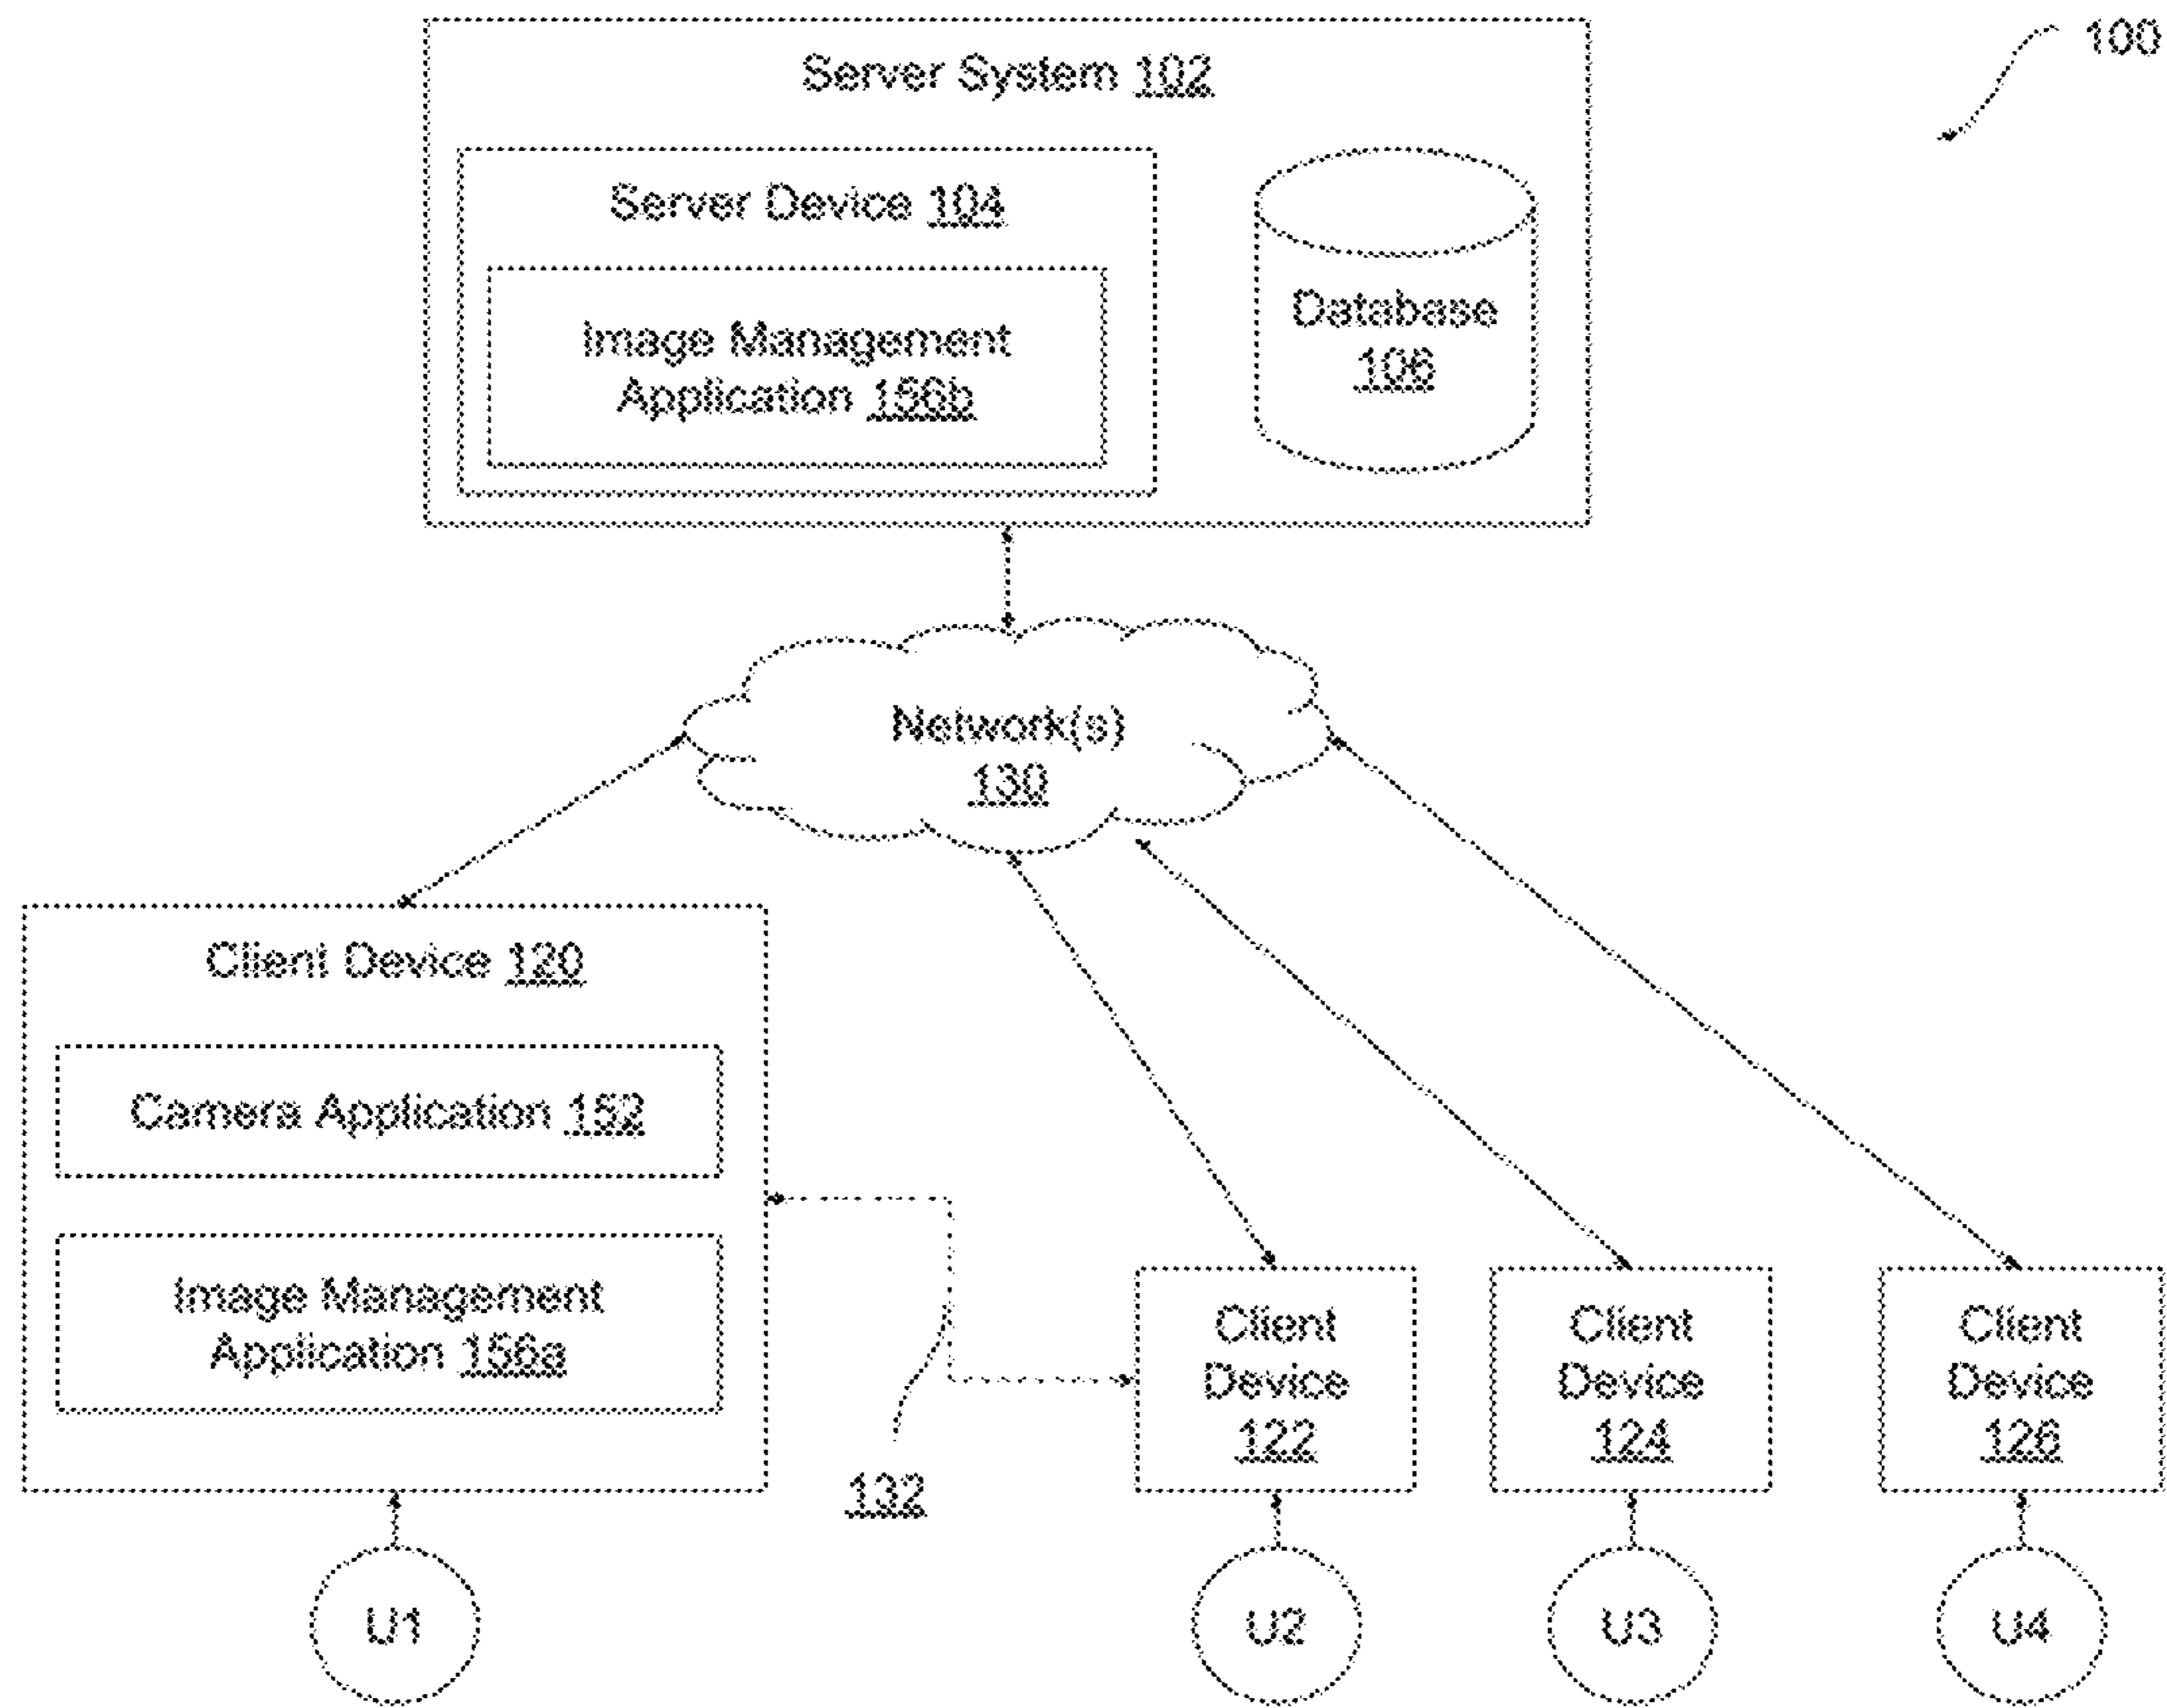 100
Server System 102
Server Device 104
Image Management
Application 156b
Database
106
Network(s)
130
Client Device 120
Camera Application 152
Image Management
Application 156a
132
Client
Device
122
Client
Device
124
Client
Device
126
U1
U2
U3
U4